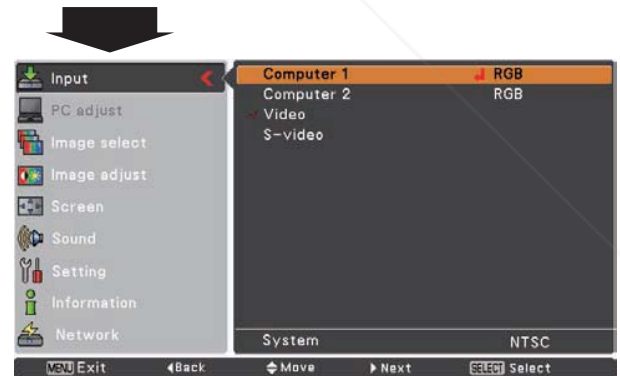 Input
PC adjust
Image select
Image adjust
Screen
Sound
Setting
Information
Network
Computer 1 RGB
Computer 2 RGB
Video
S-video
System NTSC
MENU Exit Back Move Next SELECT Select